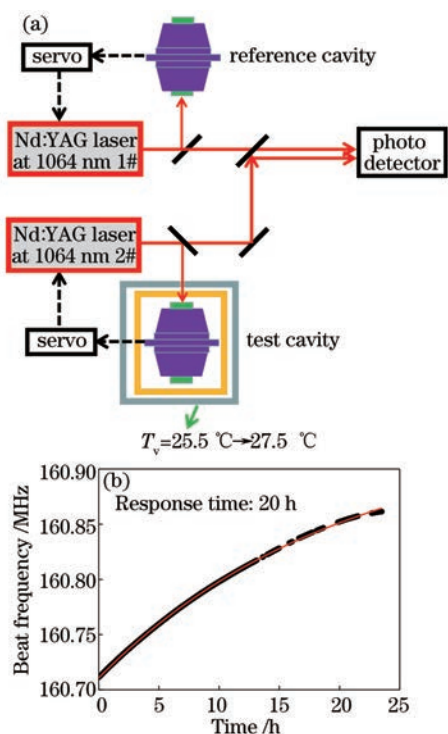 (a)
servo
reference cavity
Nd:YAG laser
at 1064 nm 1#
photo
detector
Nd:YAG laser
at 1064 nm 2#
servo
test cavity
Tv=25.5 ℃→27.5 ℃
(b)
Response time: 20 h
Beat frequency /MHz
160.90
160.85
160.80
160.75
160.70
0 5 10 15 20 25
Time /h